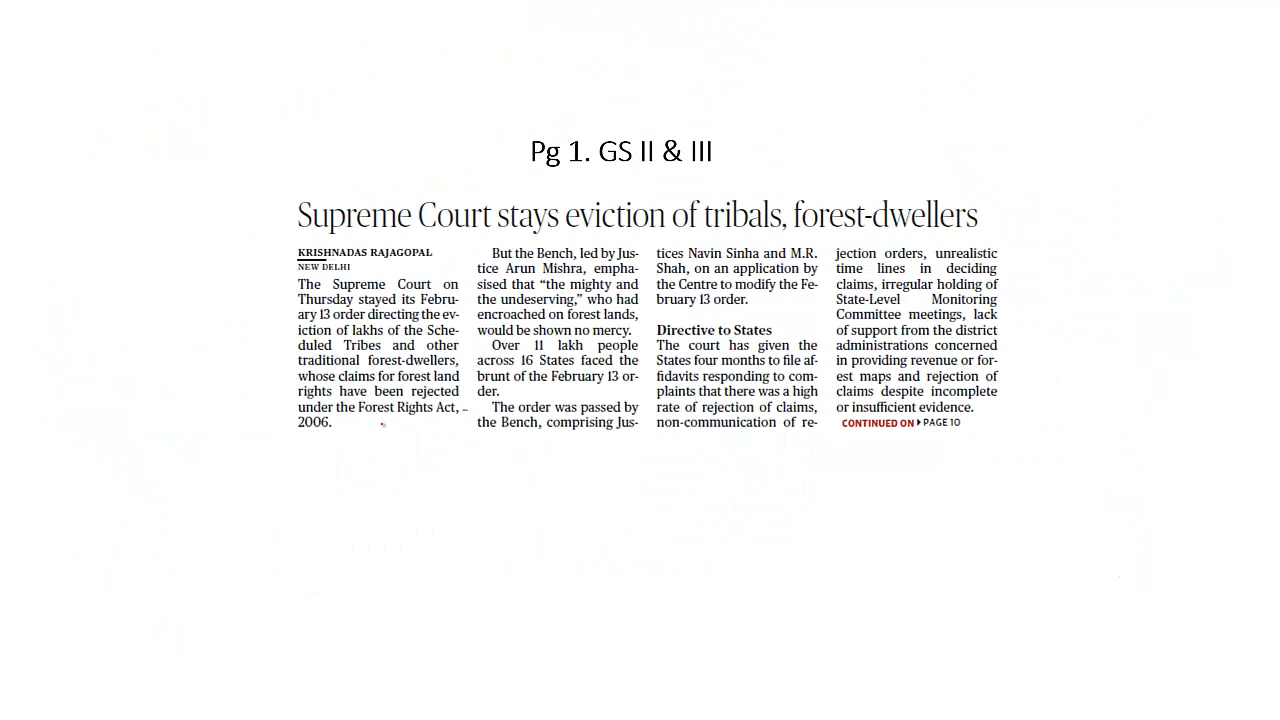 Pg 1. GS II & III
Supreme Court stays eviction of tribals, forest-dwellers
KRISHNADAS RAJAGOPAL
NEW DELHI
The Supreme Court on
Thursday stayed its Febru-
ary 13 order directing the ev-
iction of lakhs of the Sche-
duled Tribes and other
traditional forest-dwellers,
whose claims for forest land
rights have been rejected
under the Forest Rights Act,
2006.
But the Bench, led by Jus-
tice Arun Mishra, empha-
sised that “the mighty and
the undeserving,” who had
encroached on forest lands,
would be shown no mercy.
Over 11 lakh people
across 16 States faced the
brunt of the February 13 or-
der.
The order was passed by
the Bench, comprising Jus-
tices Navin Sinha and M.R.
Shah, on an application by
the Centre to modify the Fe-
bruary 13 order.
Directive to States
The court has given the
States four months to file af-
fidavits responding to com-
plaints that there was a high
rate of rejection of claims,
non-communication of re-
jection orders, unrealistic
time lines in deciding
claims, irregular holding of
State-Level Monitoring
Committee meetings, lack
of support from the district
administrations concerned
in providing revenue or for-
est maps and rejection of
claims despite incomplete
or insufficient evidence.
CONTINUED ON PAGE 10